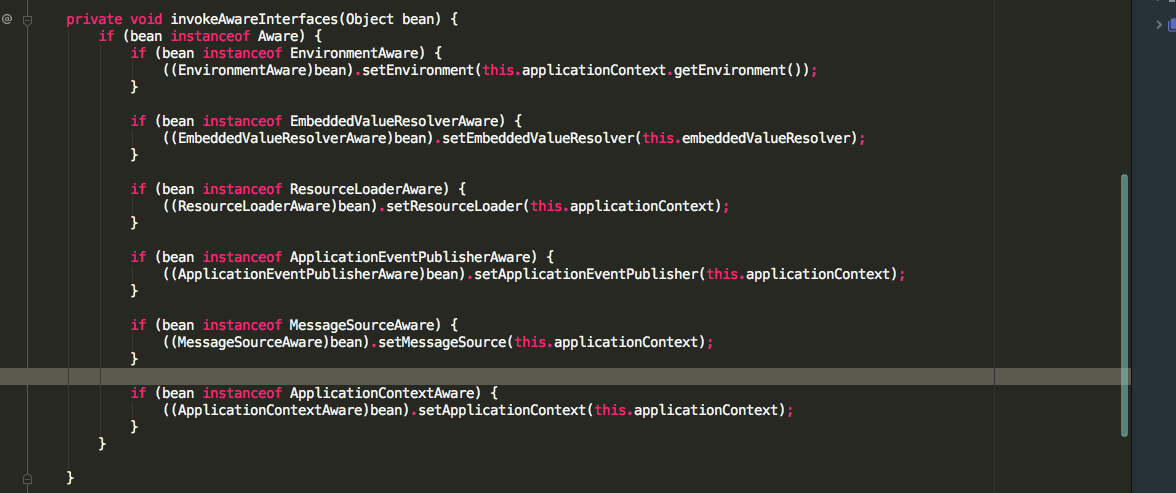 @ private void invokeAwareInterfaces(Object bean) {
if (bean instanceof Aware) {
if (bean instanceof EnvironmentAware) {
((EnvironmentAware)bean).setEnvironment(this.applicationContext.getEnvironment());
}
if (bean instanceof EmbeddedValueResolverAware) {
((EmbeddedValueResolverAware)bean).setEmbeddedValueResolver(this.embeddedValueResolver);
}
if (bean instanceof ResourceLoaderAware) {
((ResourceLoaderAware)bean).setResourceLoader(this.applicationContext);
}
if (bean instanceof ApplicationEventPublisherAware) {
((ApplicationEventPublisherAware)bean).setApplicationEventPublisher(this.applicationContext);
}
if (bean instanceof MessageSourceAware) {
((MessageSourceAware)bean).setMessageSource(this.applicationContext);
}
if (bean instanceof ApplicationContextAware) {
((ApplicationContextAware)bean).setApplicationContext(this.applicationContext);
}
}
}